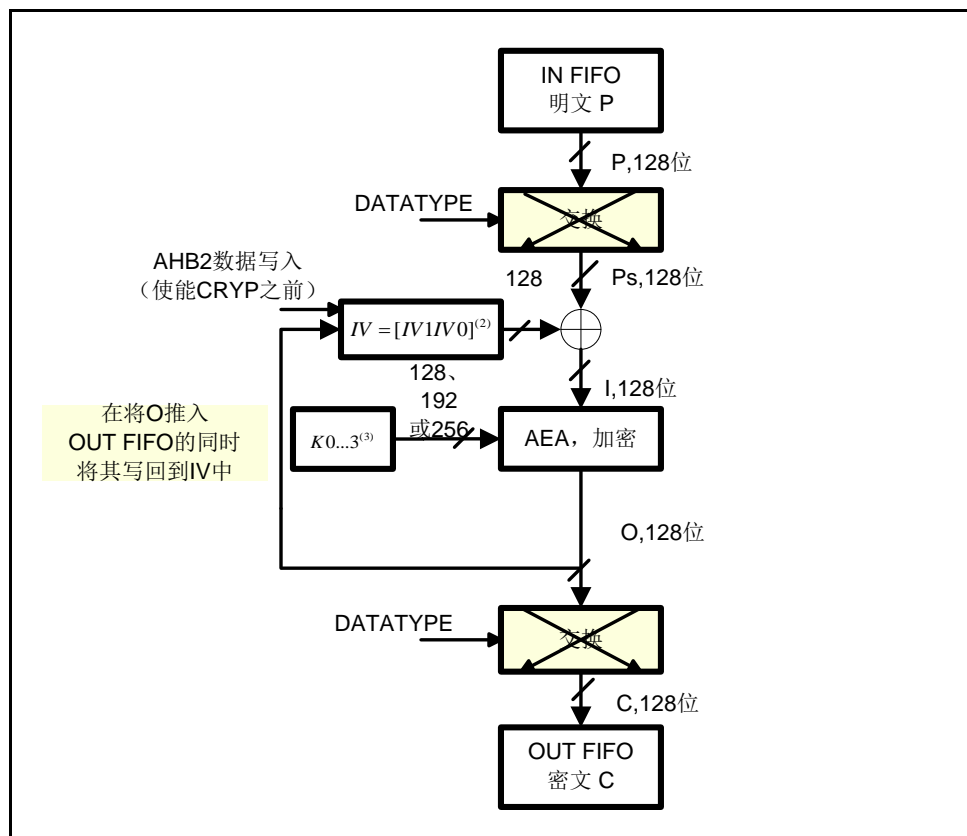 IN FIFO
明文 P
P,128位
DATATYPE
交换
AHB2数据写入
（使能CRYP之前）
128
Ps,128位
IV = [IV1IV0]⁽²⁾
128、
192
或256
I,128位
在将O推入
OUT FIFO的同时
将其写回到IV中
K0...3⁽³⁾
AEA，加密
O,128位
DATATYPE
交换
C,128位
OUT FIFO
密文 C